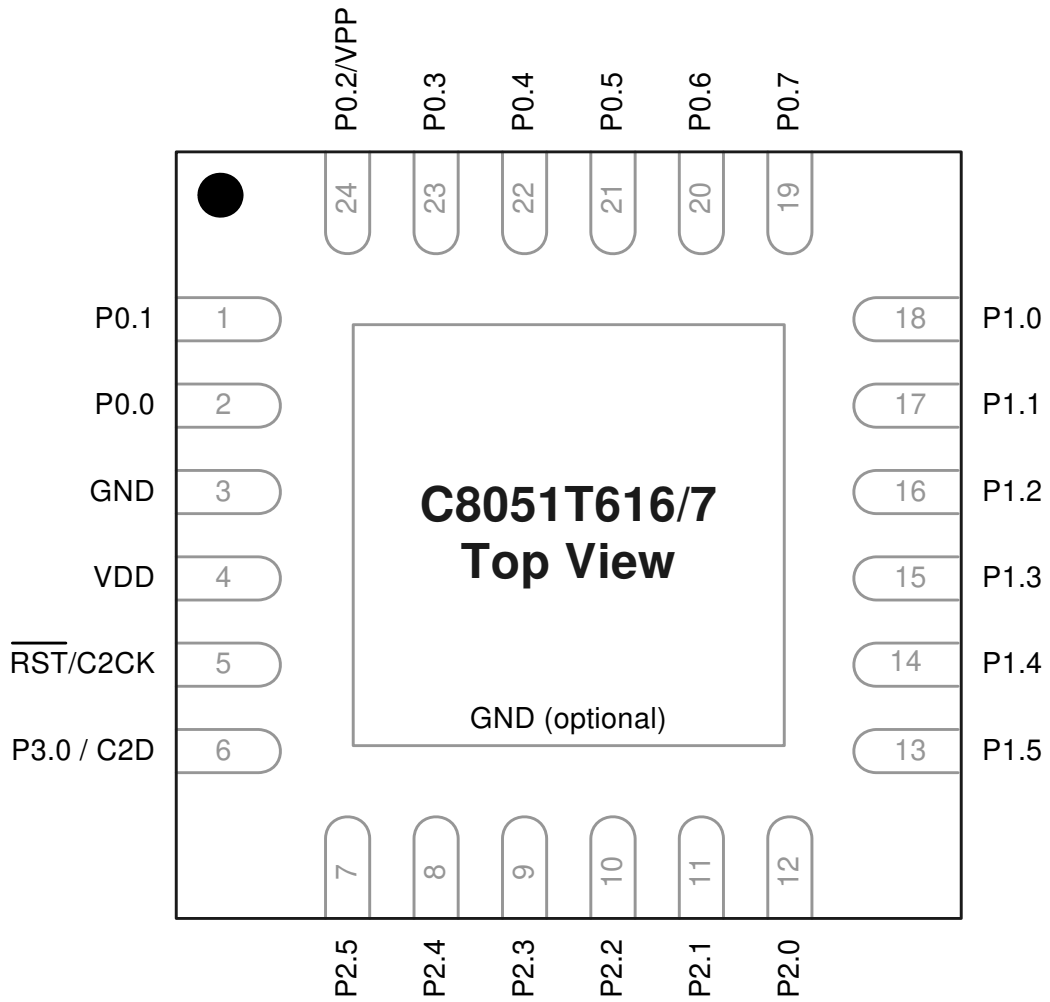 P0.2/VPP
P0.3
P0.4
P0.5
P0.6
P0.7
24
23
22
21
20
19
P0.1
1
18
P1.0
P0.0
2
17
P1.1
GND
3
16
P1.2
C8051T616/7
Top View
VDD
4
15
P1.3
RST/C2CK
5
14
P1.4
GND (optional)
P3.0 / C2D
6
13
P1.5
7
8
9
10
11
12
P2.5
P2.4
P2.3
P2.2
P2.1
P2.0